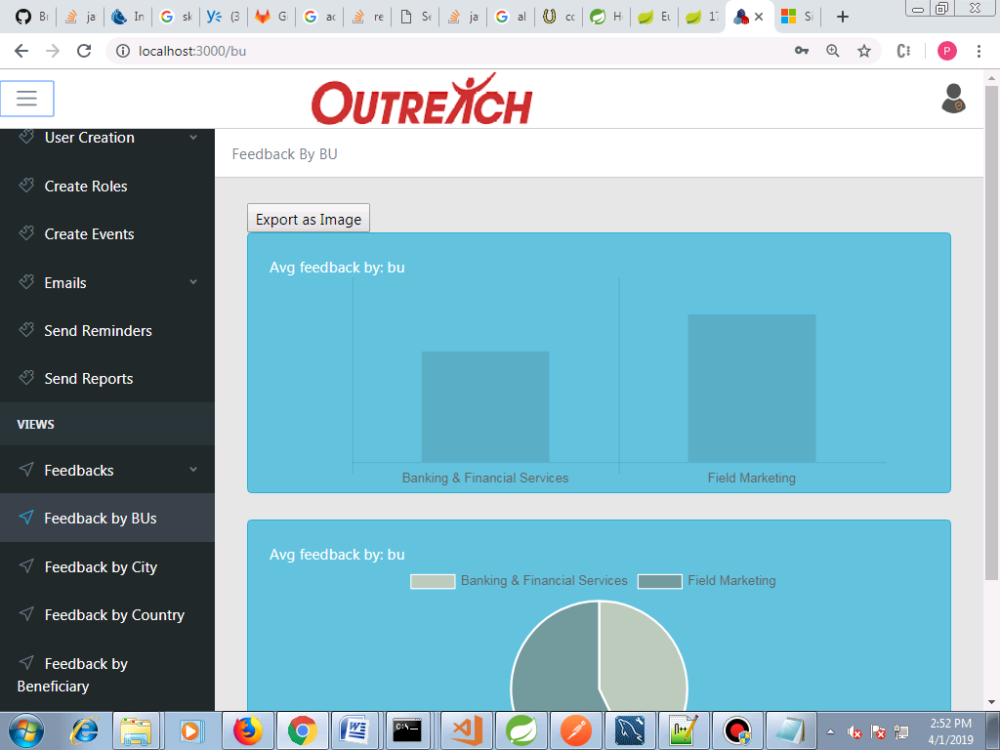 Br
ja
In
sk
(3
G
ac
re
Se
ja
al
cc
Eu
17
Si
localhost:3000/bu
P
OUTREACH
User Creation
Create Roles
Create Events
Emails
Send Reminders
Send Reports
VIEWS
Feedbacks
Feedback by BUs
Feedback by City
Feedback by Country
Feedback by
Beneficiary
Feedback By BU
Export as Image
Avg feedback by: bu
Banking & Financial Services
Field Marketing
Avg feedback by: bu
Banking & Financial Services
Field Marketing
2:52 PM
4/1/2019